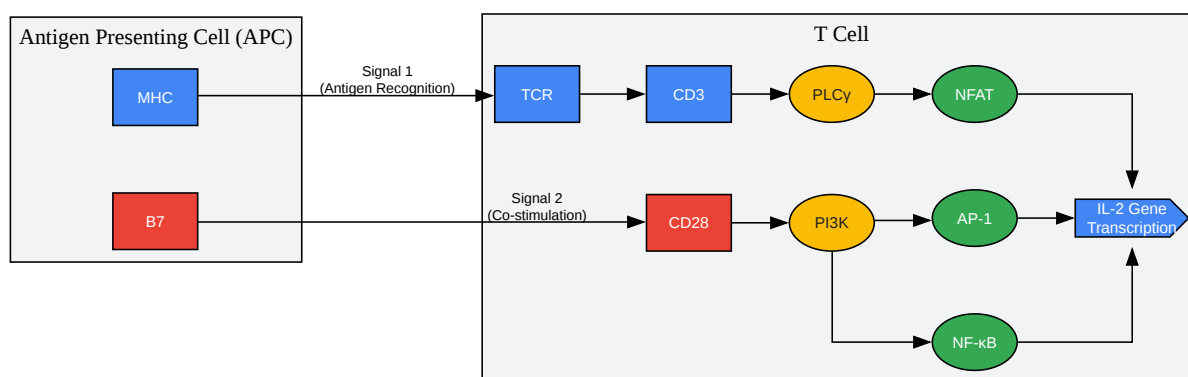 Antigen Presenting Cell (APC)
T Cell
Signal 1
(Antigen Recognition)
MHC
TCR
CD3
PLCγ
NFAT
Signal 2
(Co-stimulation)
B7
CD28
PI3K
AP-1
IL-2 Gene
Transcription
NF-κB